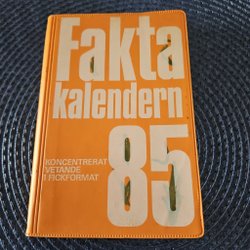 Fakta
kalendern
85
KONCENTRERAT
VETANDE
I FICKFORMAT